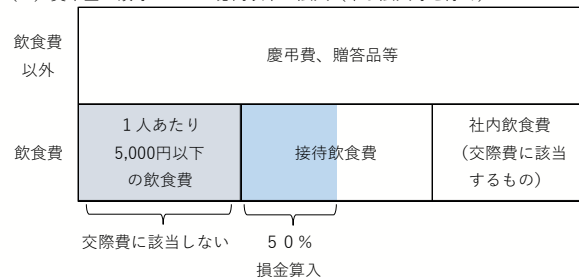 飲食費
以外
慶弔費、贈答品等
飲食費
１人あたり
5,000円以下
の飲食費
接待飲食費
社内飲食費
（交際費に該当
するもの）
交際費に該当しない
５０％
損金算入